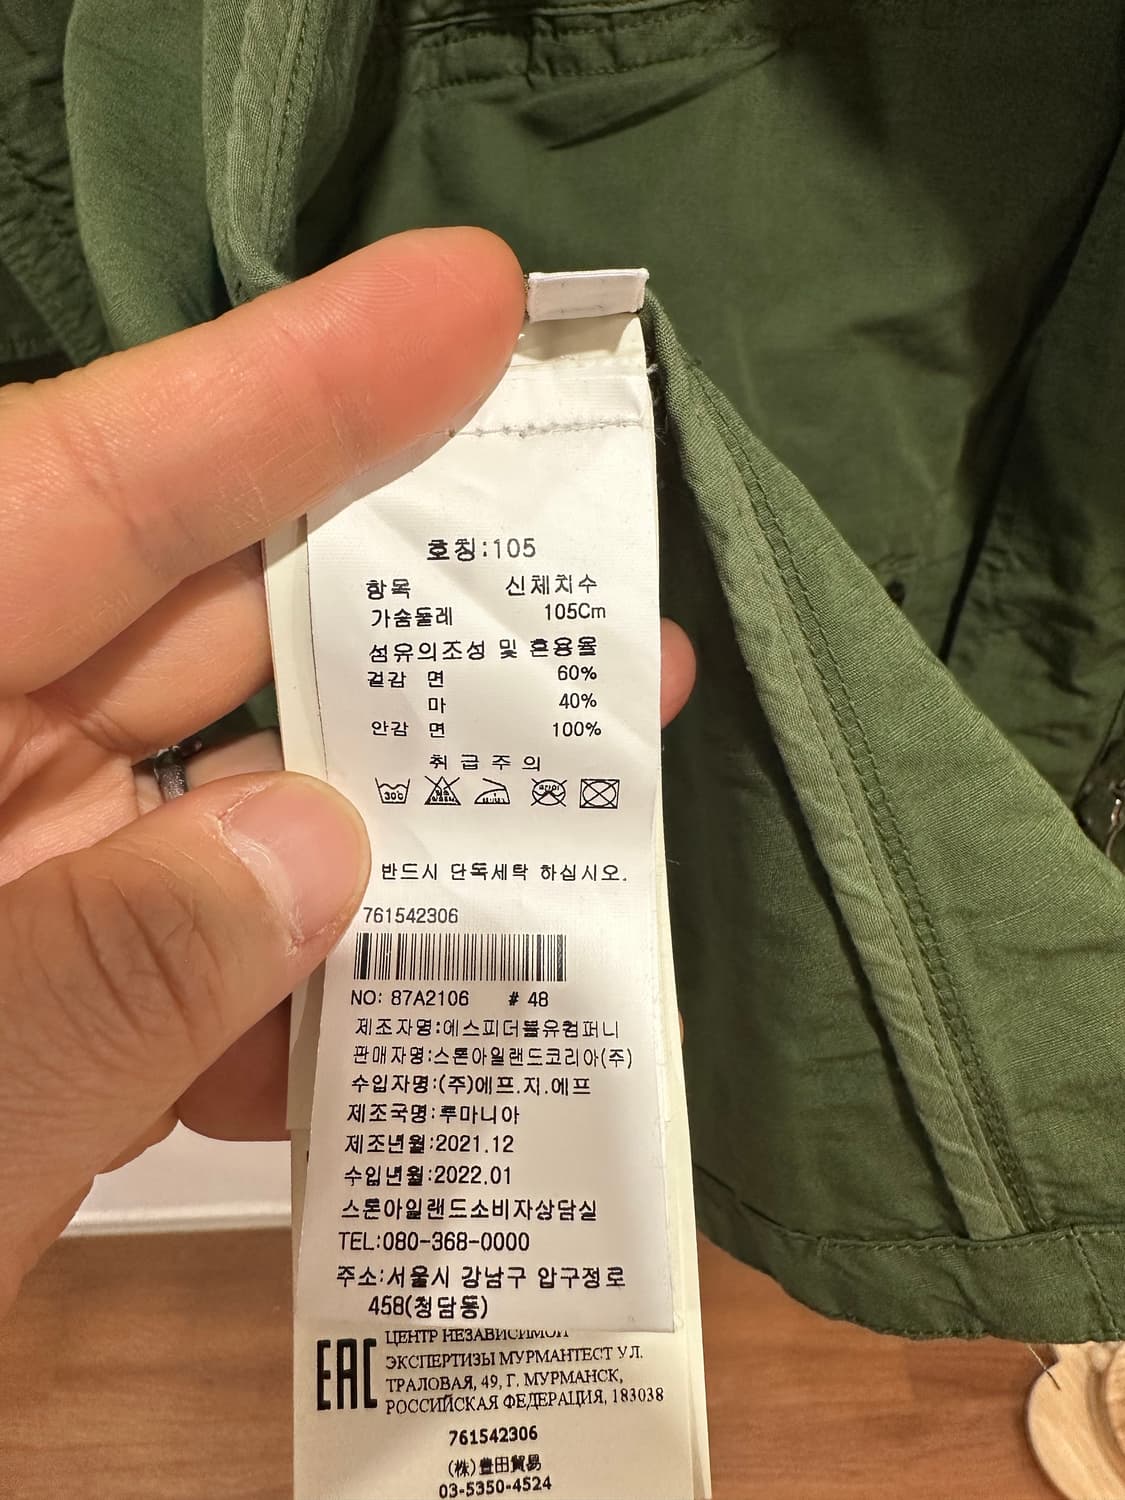 호칭:105
항목 신체치수
가슴둘레 105Cm
섬유의조성 및 혼용율
겉감 면 60%
마 40%
안감 면 100%
취급주의
30℃
반드시 단독세탁 하십시오.
761542306
NO: 87A2106 # 48
제조자명:에스피더블유컴퍼니
판매자명:스톤아일랜드코리아(주)
수입자명:(주)에프.지.에프
제조국명:루마니아
제조년월:2021.12
수입년월:2022.01
스톤아일랜드소비자상담실
TEL:080-368-0000
주소:서울시 강남구 압구정로
458(청담동)
EAC
ЦЕНТР НЕЗАВИСИМОЙ
ЭКСПЕРТИЗЫ МУРМАНТЕСТ УЛ.
ТРАЛОВАЯ, 49, Г. МУРМАНСК,
РОССИЙСКАЯ ФЕДЕРАЦИЯ, 183038
761542306
(株)豊田貿易
03-5350-4524